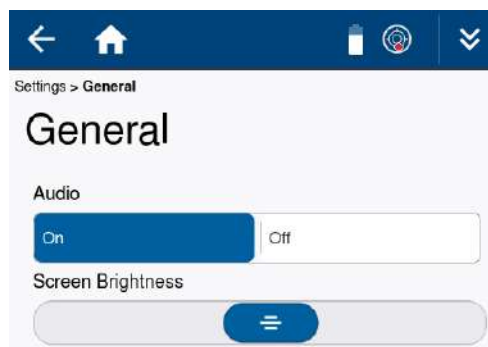 Settings > General
General
Audio
On
Off
Screen Brightness